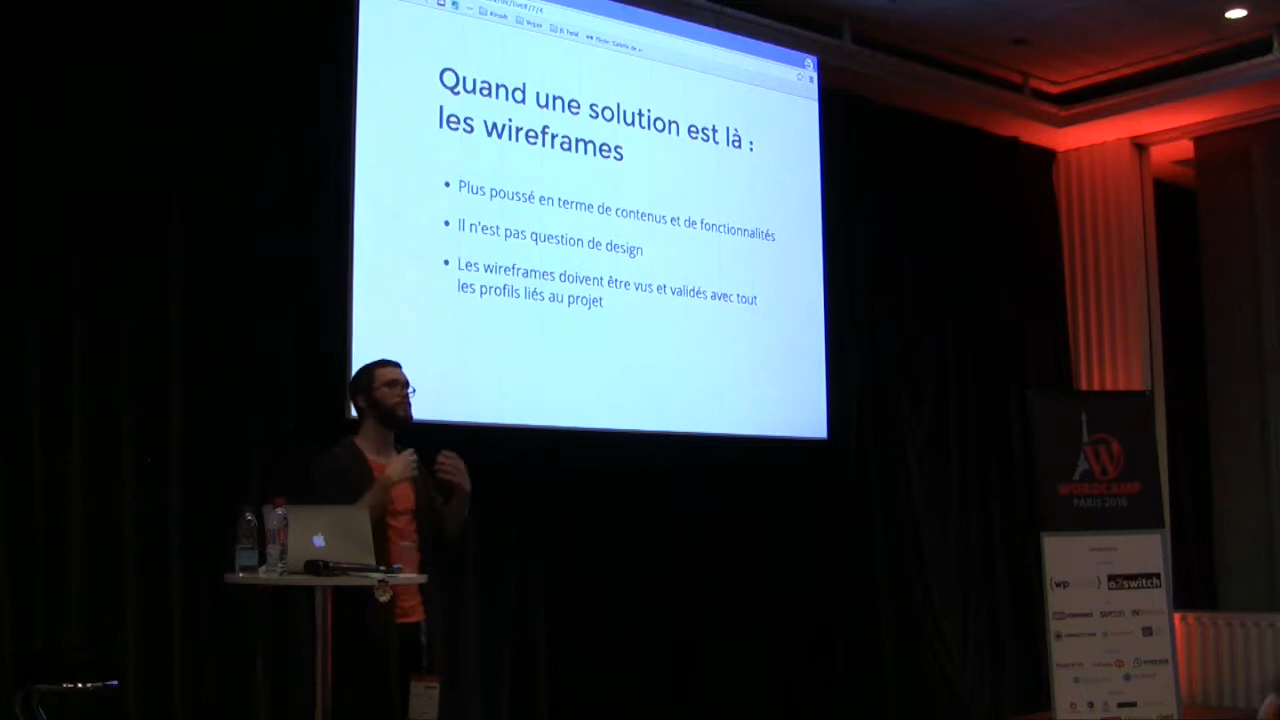 Quand une solution est là :
les wireframes
• Plus poussé en terme de contenus et de fonctionnalités
• Il n'est pas question de design
• Les wireframes doivent être vus et validés avec tout
les profils liés au projet
WORDCAMP
PARIS 2016
{wp
o2switch